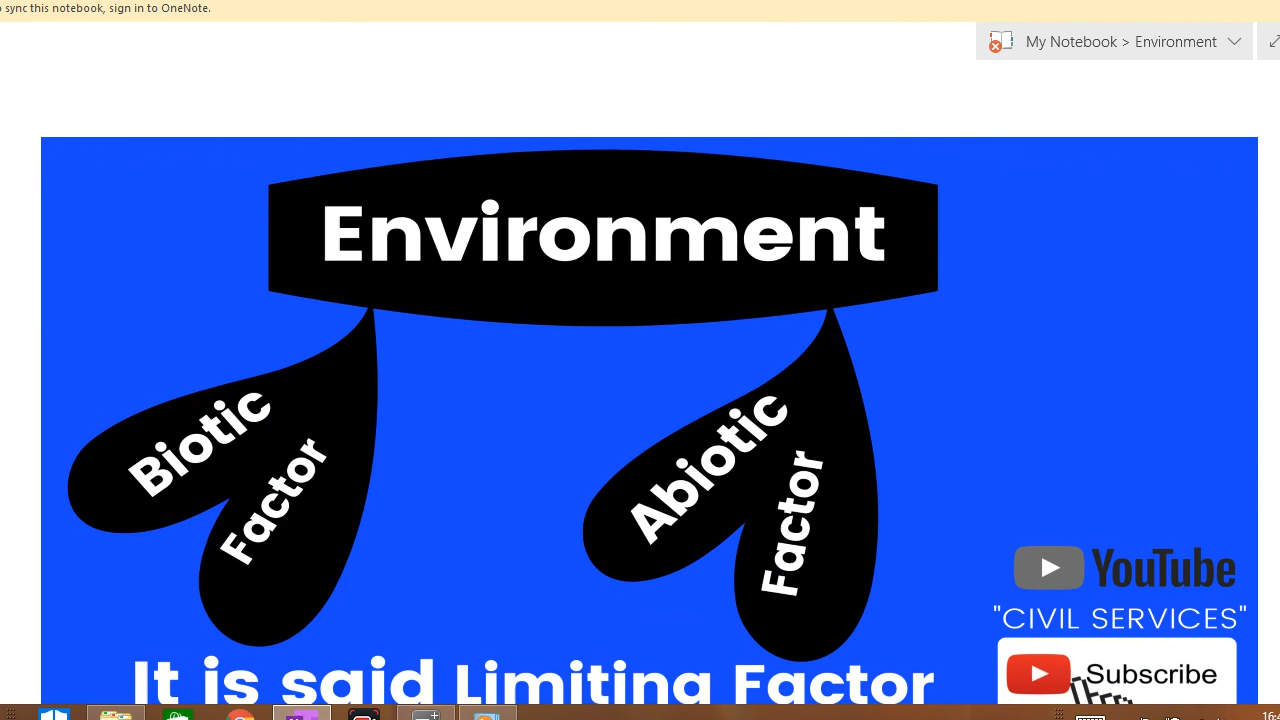 sync this notebook, sign in to OneNote.
My Notebook > Environment
Environment
Biotic
Factor
Abiotic
Factor
YouTube
"CIVIL SERVICES"
Subscribe
It is said Limiting Factor